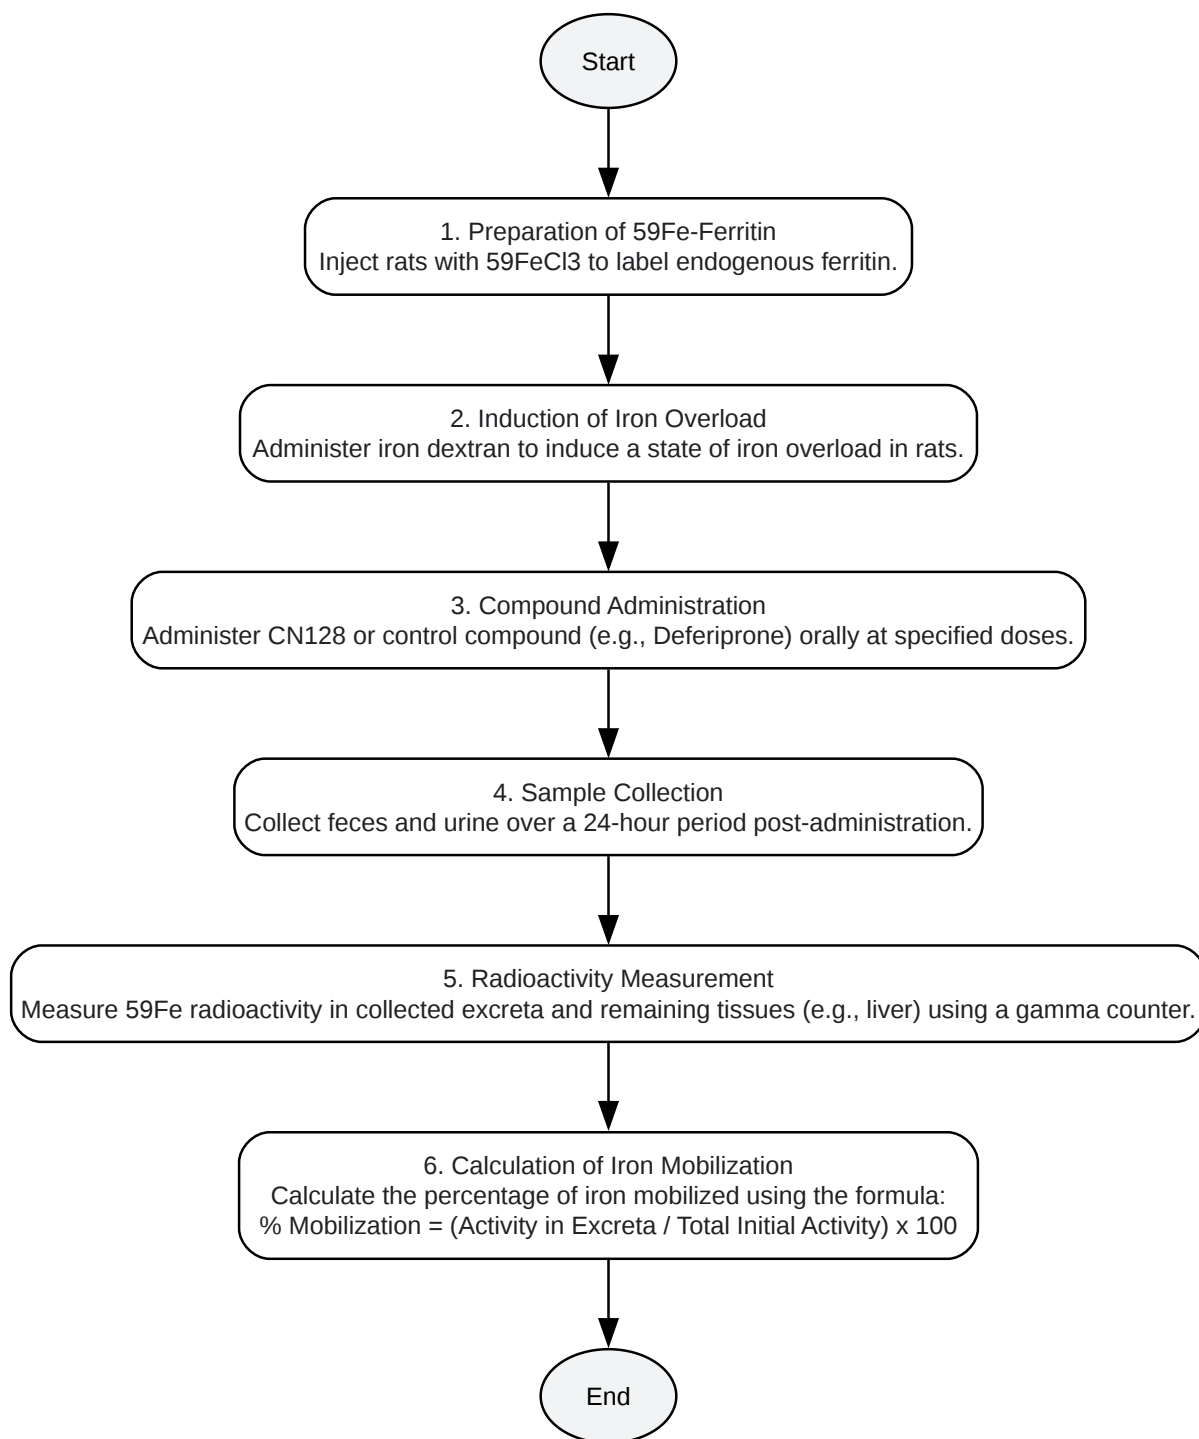 Start
1. Preparation of 59Fe-Ferritin
Inject rats with 59FeCl3 to label endogenous ferritin.
2. Induction of Iron Overload
Administer iron dextran to induce a state of iron overload in rats.
3. Compound Administration
Administer CN128 or control compound (e.g., Deferiprone) orally at specified doses.
4. Sample Collection
Collect feces and urine over a 24-hour period post-administration.
5. Radioactivity Measurement
Measure 59Fe radioactivity in collected excreta and remaining tissues (e.g., liver) using a gamma counter.
6. Calculation of Iron Mobilization
Calculate the percentage of iron mobilized using the formula:
% Mobilization = (Activity in Excreta / Total Initial Activity) x 100
End